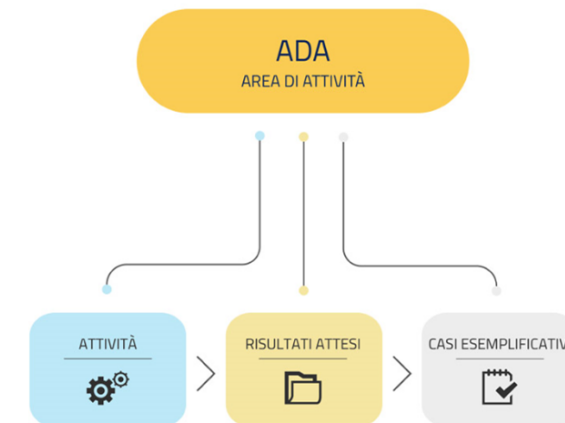 ADA
AREA DI ATTIVITÀ
ATTIVITÀ
RISULTATI ATTESI
CASI ESEMPLIFICATIV